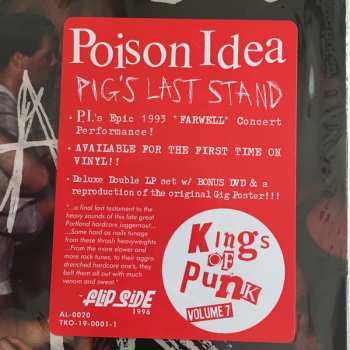 Poison Idea
PIG'S LAST STAND
• P.I.'s Epic 1993 "FARWELL" Concert
Performance!
• AVAILABLE FOR THE FIRST TIME ON
VINYL!!
• Deluxe Double LP set w/ BONUS DVD & a
reproduction of the original Gig Poster!!!
"...a final last testament to the
heavy sounds of this late great
Portland hardcore juggernaut...
...Some hard as nails tunage
from these thrash heavyweights
...From the more slower and
more rock tunes, to their aggro
drenched hardcore one's, they
belt them all out with much
venom and sweat."
-FLIPSIDE
1996
AL-0020
TKO-19-0001-1
Kings
OF
PunK
VOLUME 7